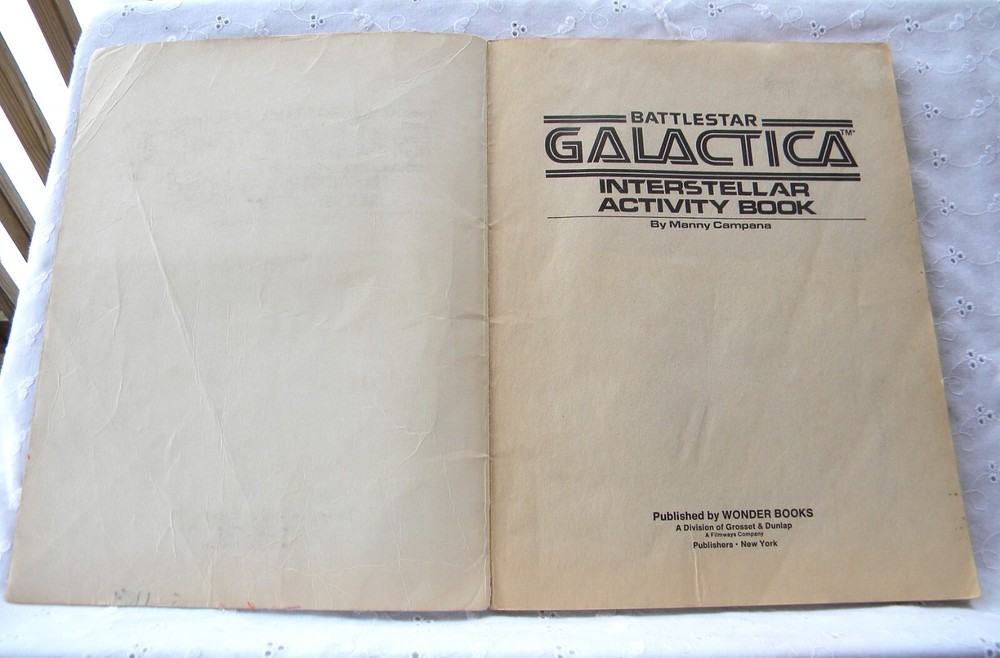 BATTLESTAR
GALACTICA™*
INTERSTELLAR
ACTIVITY BOOK
By Manny Campana
Published by WONDER BOOKS
A Division of Grosset & Dunlap
A Filmways Company
Publishers • New York